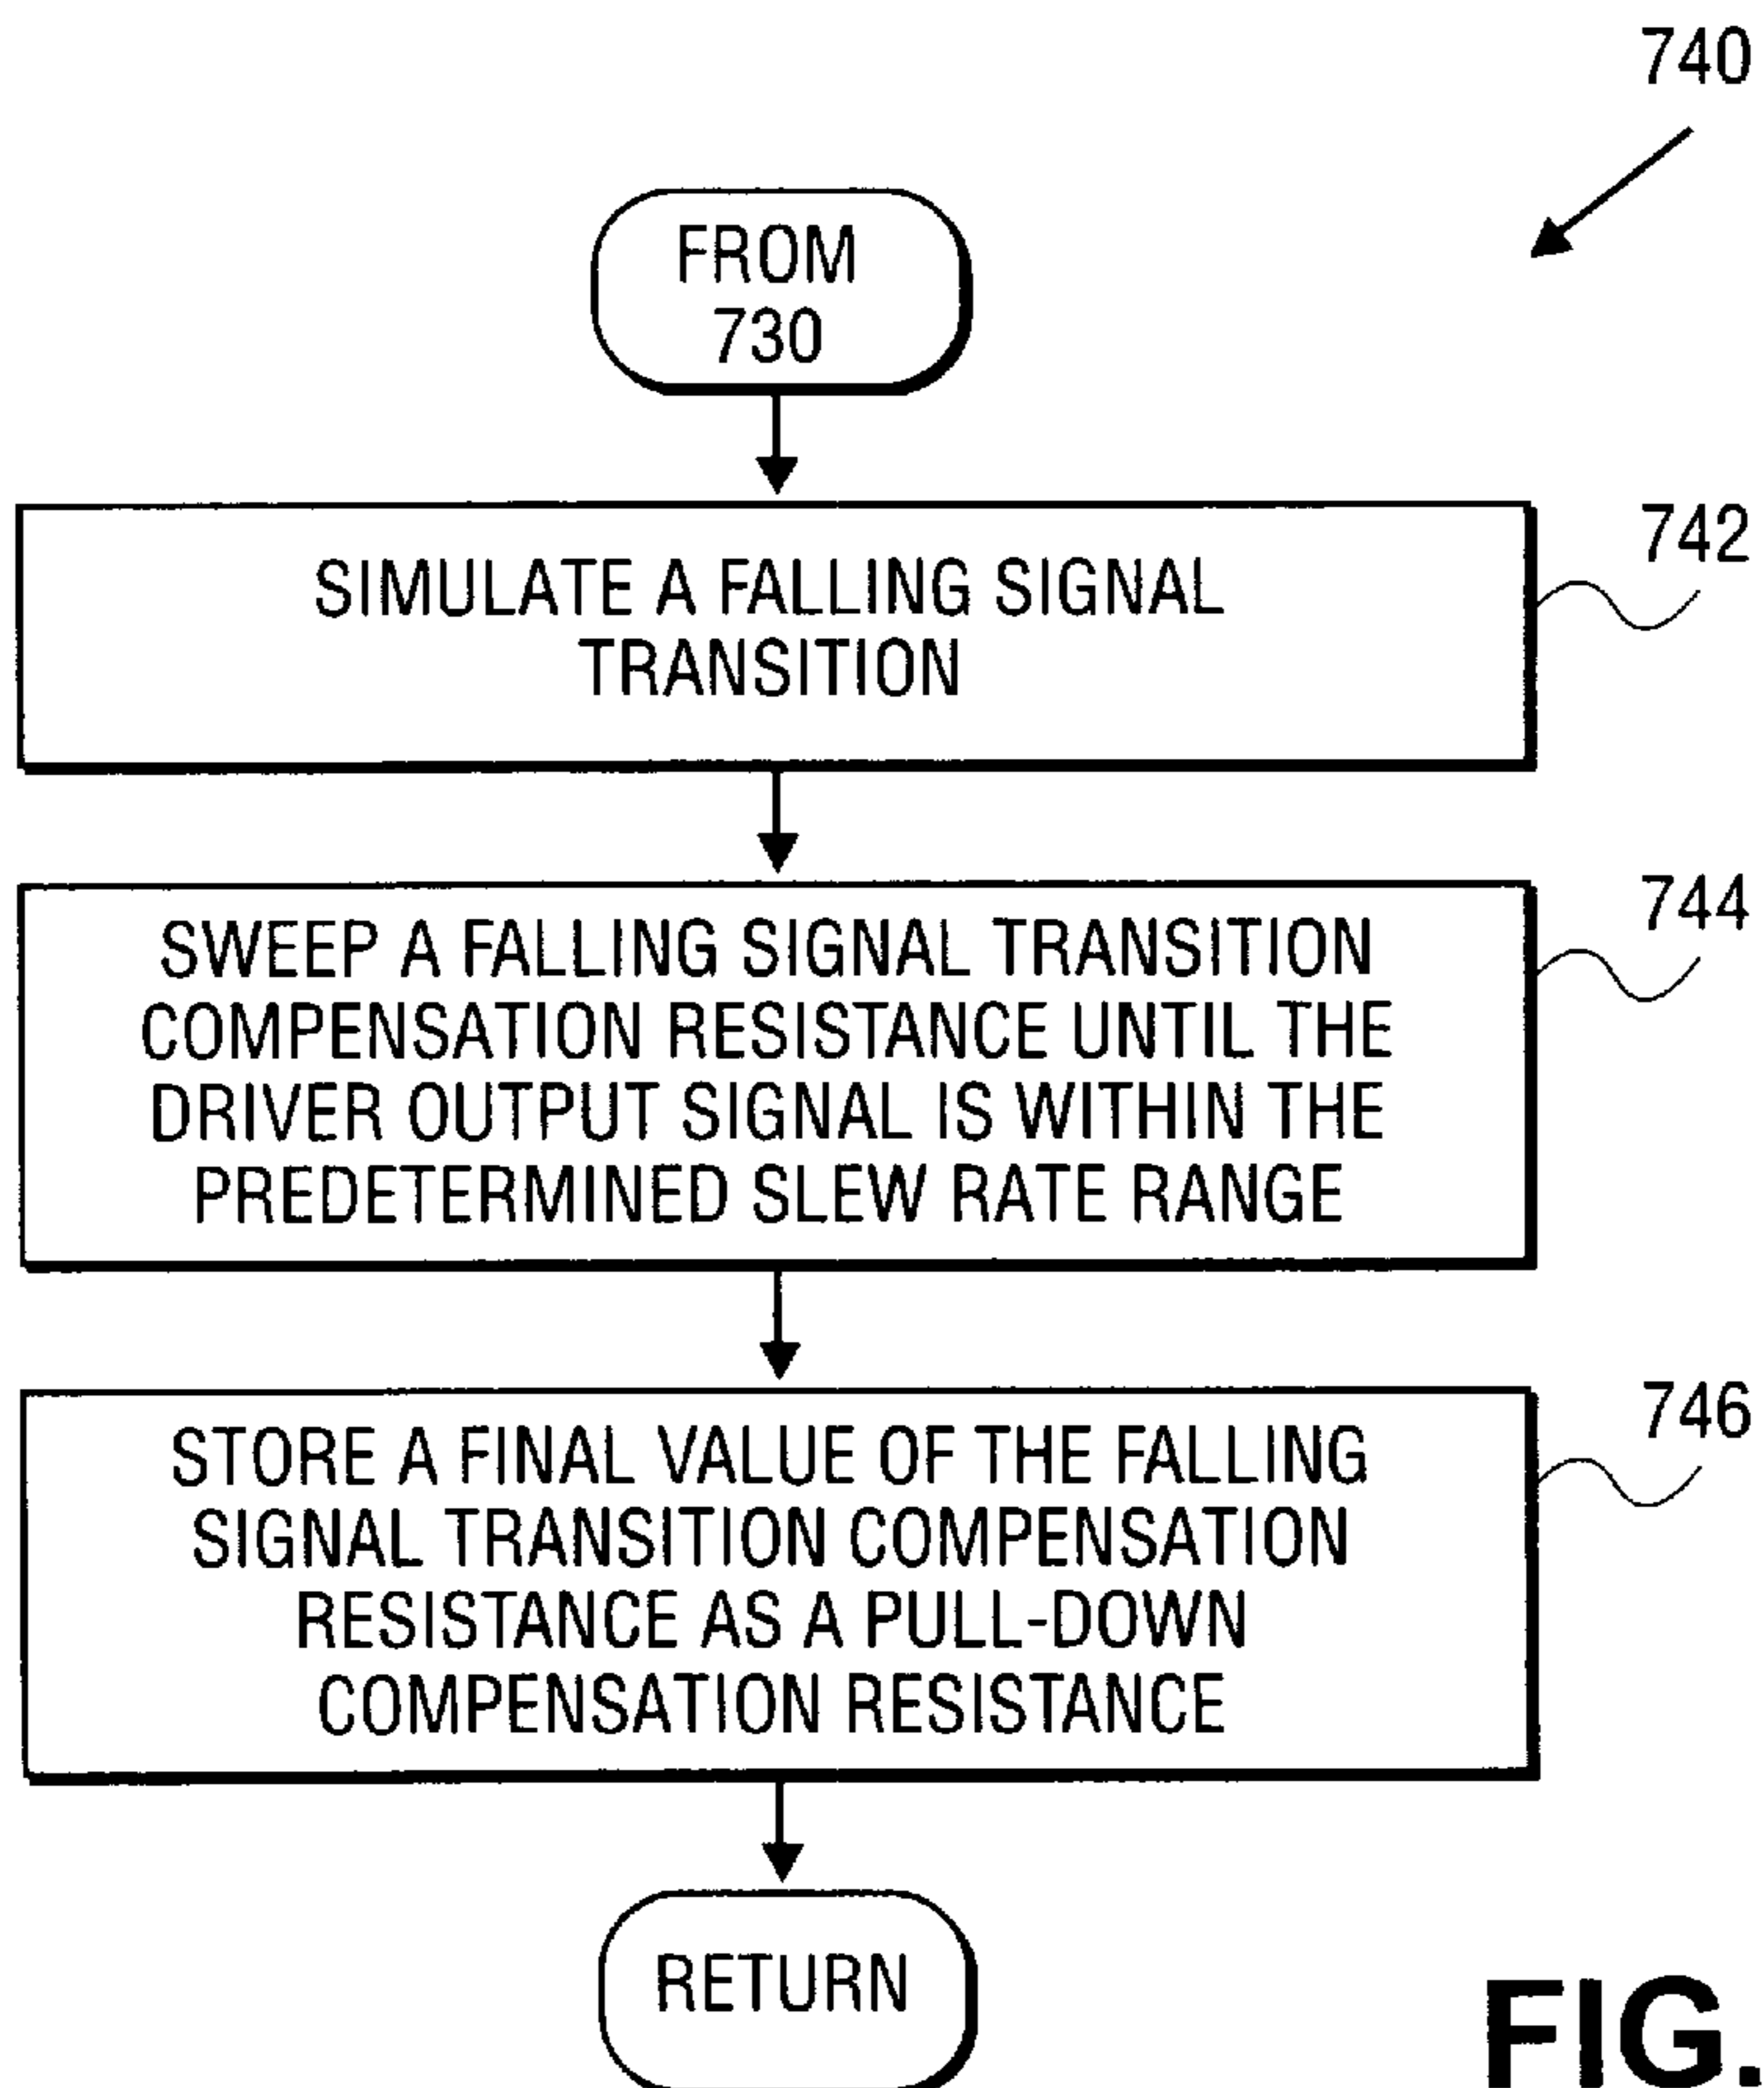 740
FROM
730
742
SIMULATE A FALLING SIGNAL
TRANSITION
744
SWEEP A FALLING SIGNAL TRANSITION
COMPENSATION RESISTANCE UNTIL THE
DRIVER OUTPUT SIGNAL IS WITHIN THE
PREDETERMINED SLEW RATE RANGE
746
STORE A FINAL VALUE OF THE FALLING
SIGNAL TRANSITION COMPENSATION
RESISTANCE AS A PULL-DOWN
COMPENSATION RESISTANCE
RETURN
FIG.